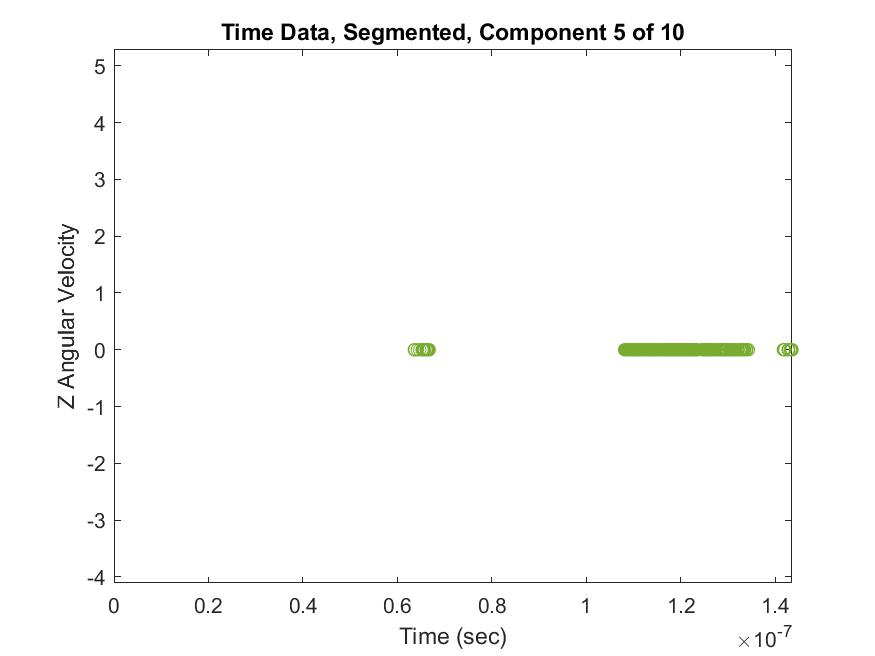 Time Data, Segmented, Component 5 of 10
5
4
3
2
1
0
-1
-2
-3
-4
Z Angular Velocity
0 0.2 0.4 0.6 0.8 1 1.2 1.4
Time (sec)
×10-7